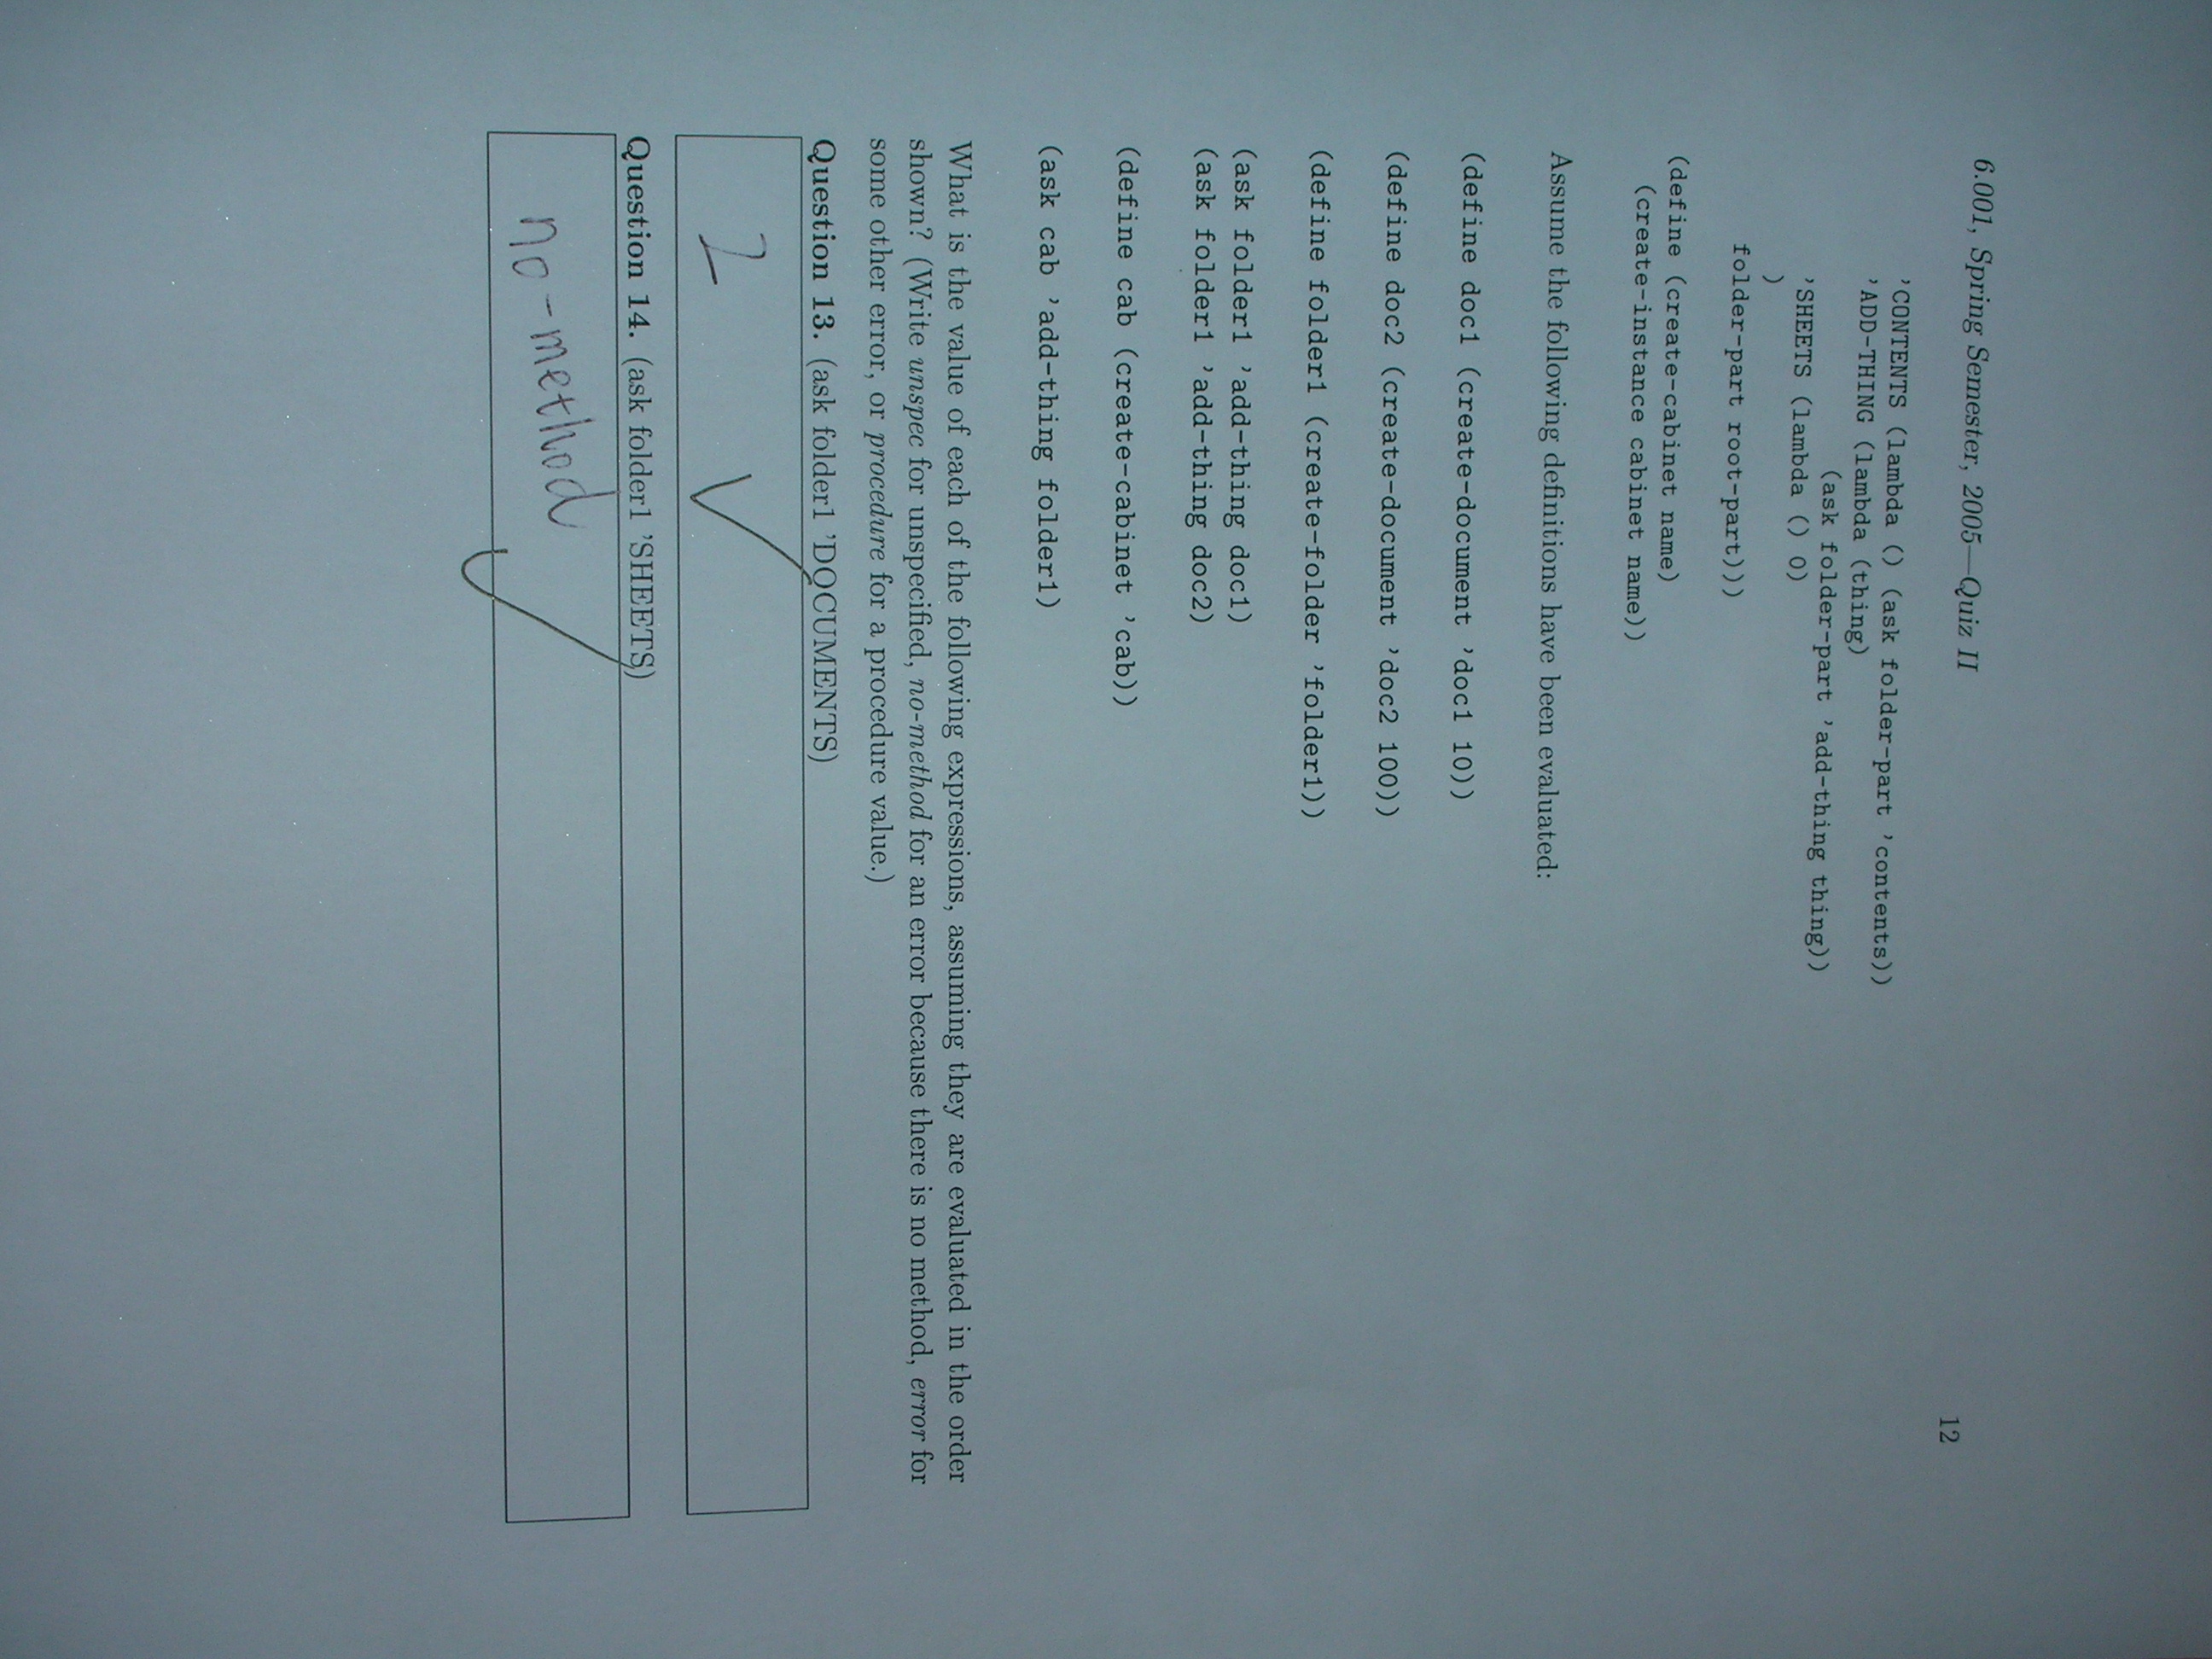 6.001, Spring Semester, 2005—Quiz II 12
'CONTENTS (lambda () (ask folder-part 'contents))
'ADD-THING (lambda (thing)
(ask folder-part 'add-thing thing))
'SHEETS (lambda () 0)
)
folder-part root-part)))
(define (create-cabinet name)
(create-instance cabinet name))
Assume the following definitions have been evaluated:
(define doc1 (create-document 'doc1 10))
(define doc2 (create-document 'doc2 100))
(define folder1 (create-folder 'folder1))
(ask folder1 'add-thing doc1)
(ask folder1 'add-thing doc2)
(define cab (create-cabinet 'cab))
(ask cab 'add-thing folder1)
What is the value of each of the following expressions, assuming they are evaluated in the order
shown? (Write unspec for unspecified, no-method for an error because there is no method, error for
some other error, or procedure for a procedure value.)
Question 13. (ask folder1 'DOCUMENTS)
2
Question 14. (ask folder1 'SHEETS)
no-method